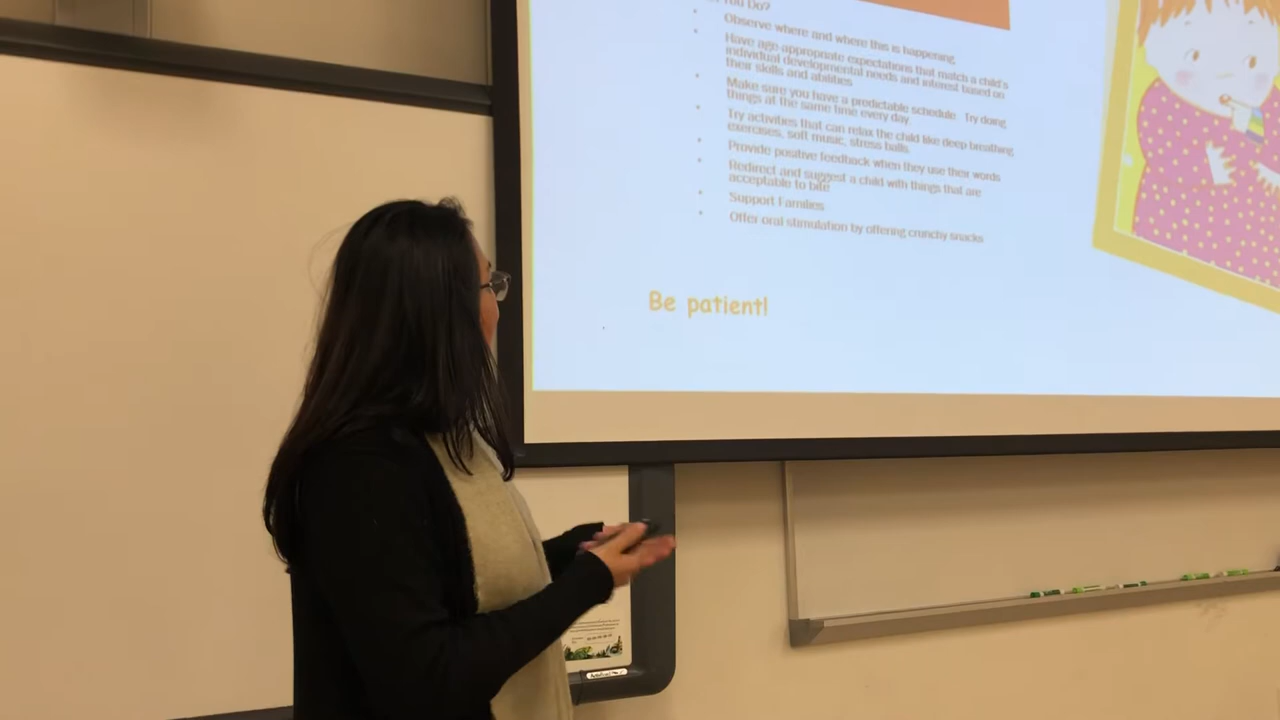 You Do?
Observe where and where this is happening
Have age-appropriate expectations that match a child's
individual developmental needs and interest based on
their skills and abilities
Make sure you have a predictable schedule. Try doing
things at the same time every day.
Try activities that can relax the child like deep breathing
exercises, soft music, stress balls.
Provide positive feedback when they use their words
Redirect and suggest a child with things that are
acceptable to bite
Support Families
Offer oral stimulation by offering crunchy snacks
Be patient!